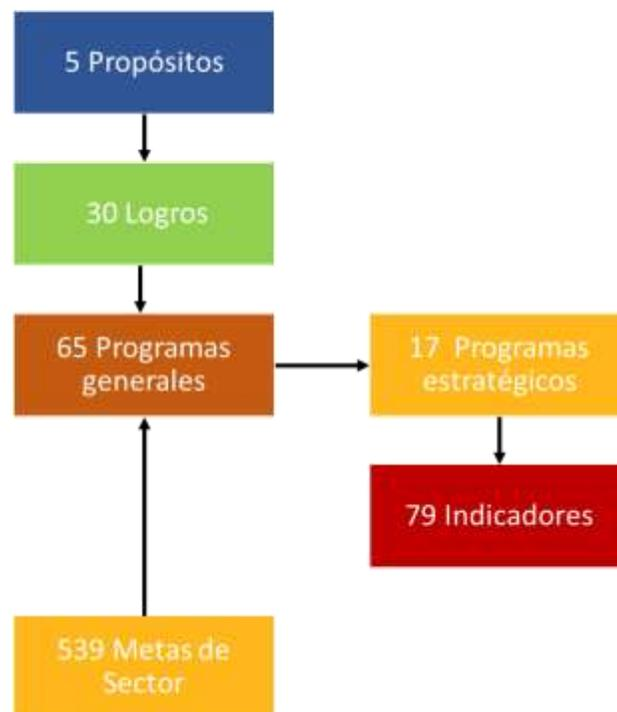 5 Propósitos
30 Logros
65 Programas
generales
17 Programas
estratégicos
79 Indicadores
539 Metas de
Sector